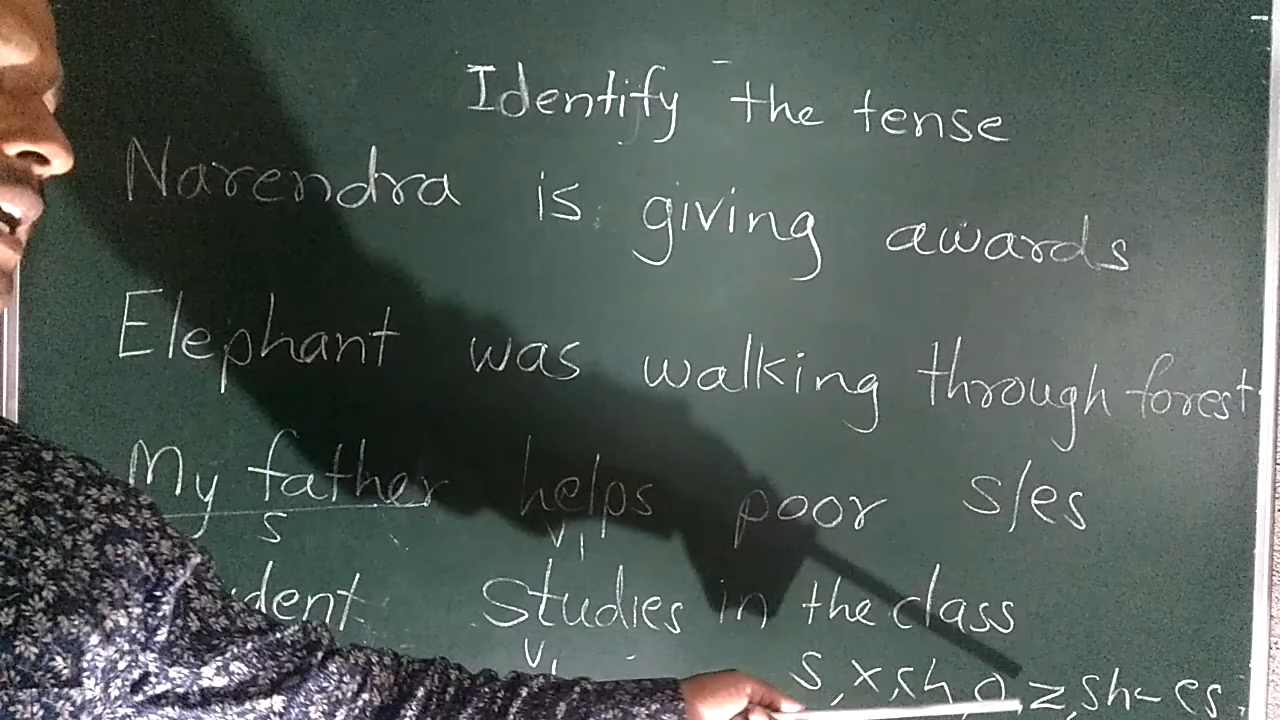 Identify the tense
Narendra is giving awards
Elephant was walking through forest
My father helps poor s/es
S V1
Studies in the class
V1
s, x, sh, o, z, sh - es